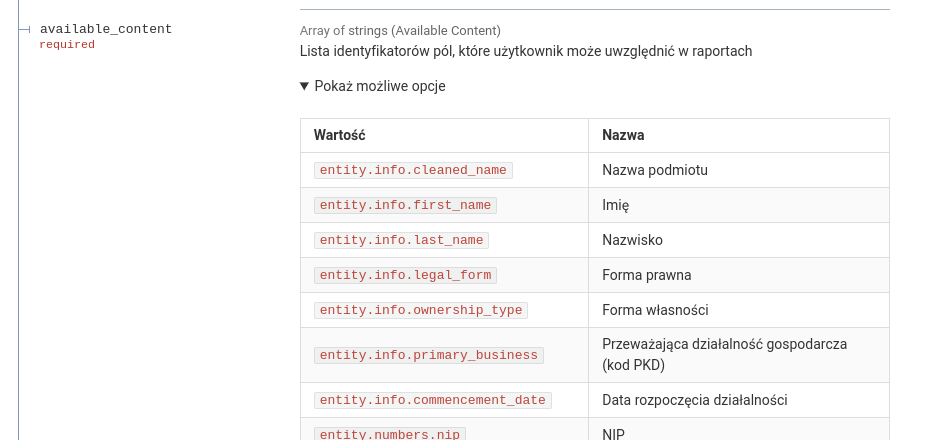 available_content
required
Array of strings (Available Content)
Lista identyfikatorów pól, które użytkownik może uwzględnić w raportach
▼ Pokaż możliwe opcje
Wartość Nazwa
entity.info.cleaned_name Nazwa podmiotu
entity.info.first_name Imię
entity.info.last_name Nazwisko
entity.info.legal_form Forma prawna
entity.info.ownership_type Forma własności
entity.info.primary_business Przeważająca działalność gospodarcza
(kod PKD)
entity.info.commencement_date Data rozpoczęcia działalności
entity.numbers.nip NIP